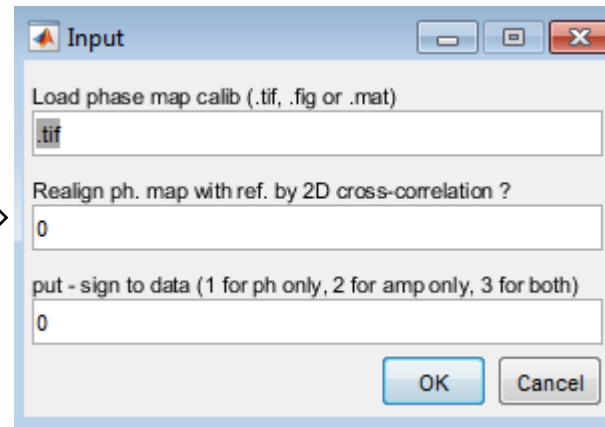 Input
Load phase map calib (.tif, .fig or .mat)
.tif
Realign ph. map with ref. by 2D cross-correlation ?
0
put - sign to data (1 for ph only, 2 for amp only, 3 for both)
0
OK Cancel